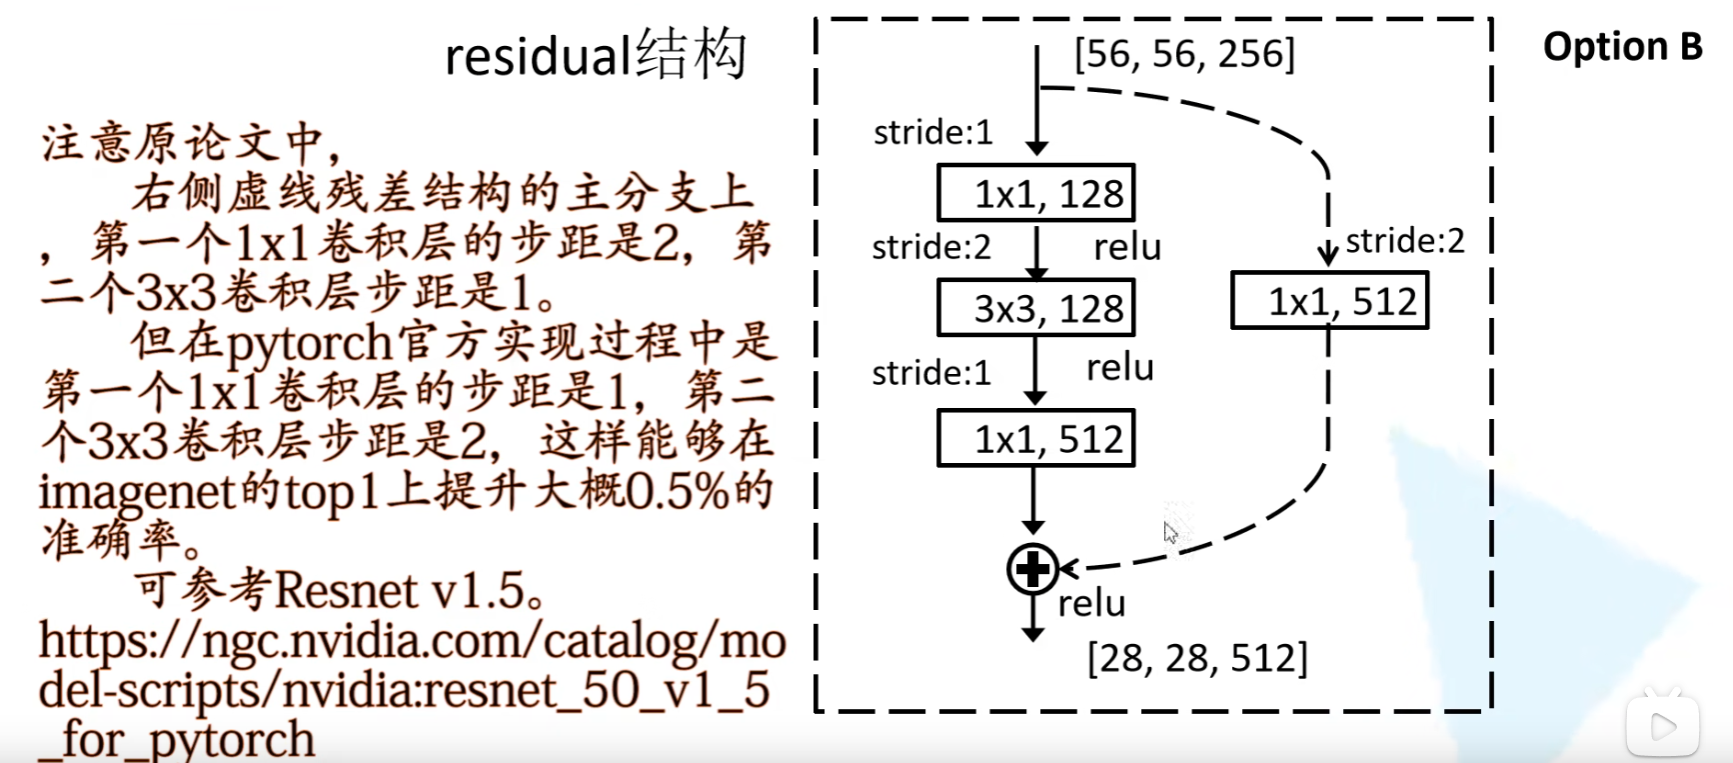 residual结构
注意原论文中，
右侧虚线残差结构的主分支上
，第一个1x1卷积层的步距是2，第
二个3x3卷积层步距是1。
但在pytorch官方实现过程中是
第一个1x1卷积层的步距是1，第二
个3x3卷积层步距是2，这样能够在
imagenet的top1上提升大概0.5%的
准确率。
可参考Resnet v1.5。
https://ngc.nvidia.com/catalog/mo
del-scripts/nvidia:resnet_50_v1_5
_for_pytorch
Option B
[56, 56, 256]
stride:1
1x1, 128
stride:2
relu
stride:2
3x3, 128
1x1, 512
stride:1
relu
1x1, 512
relu
[28, 28, 512]